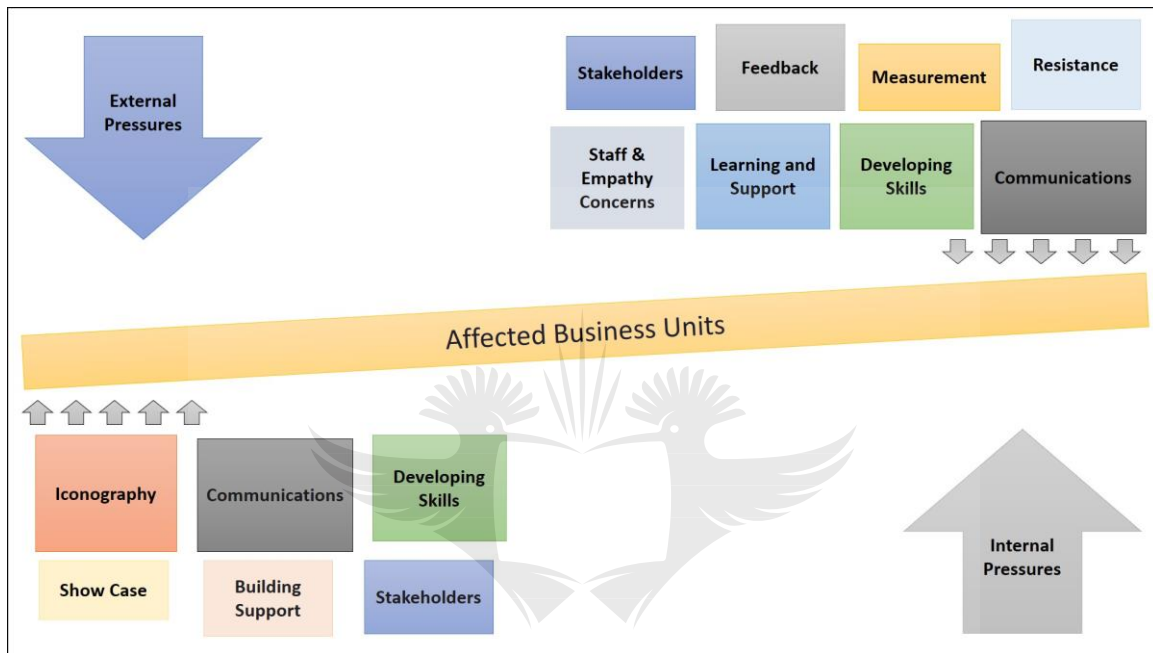 External
Pressures
Stakeholders
Feedback
Measurement
Resistance
Staff &
Empathy
Concerns
Learning and
Support
Developing
Skills
Communications
Affected Business Units
Iconography
Communications
Developing
Skills
Show Case
Building
Support
Stakeholders
Internal
Pressures